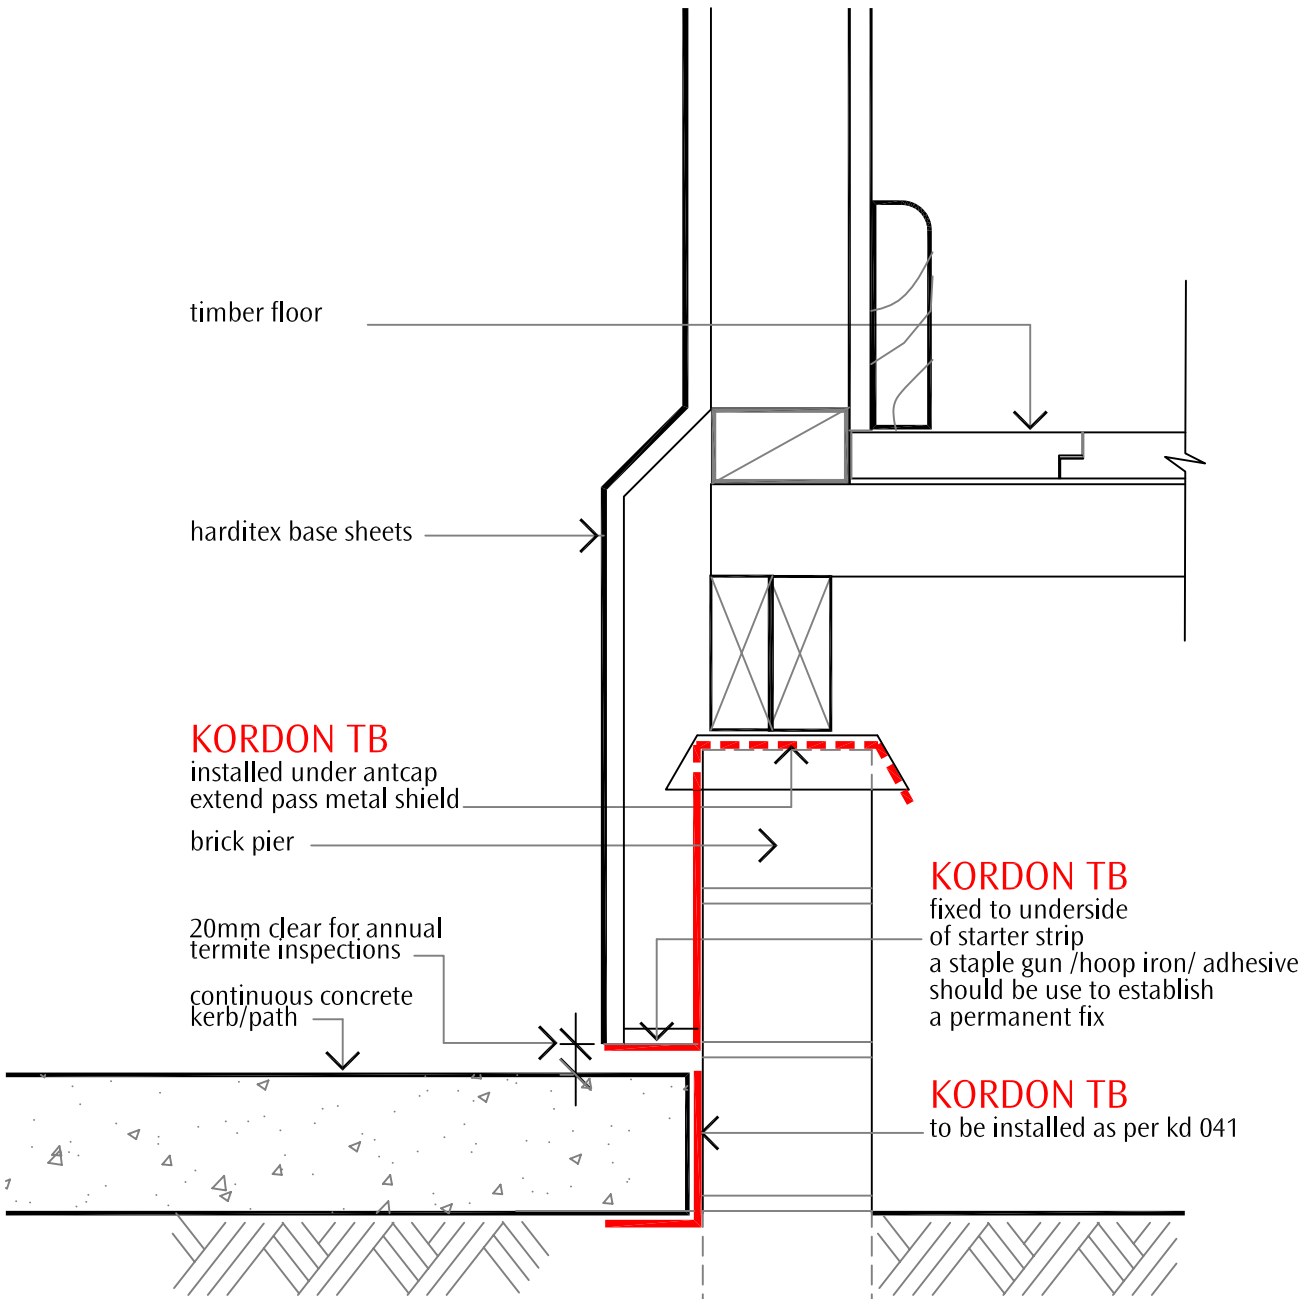 timber floor
harditex base sheets
KORDON TB
installed under antcap
extend pass metal shield
brick pier
20mm clear for annual
termite inspections
continuous concrete
kerb/path
KORDON TB
fixed to underside
of starter strip
a staple gun /hoop iron/ adhesive
should be use to establish
a permanent fix
KORDON TB
to be installed as per kd 041